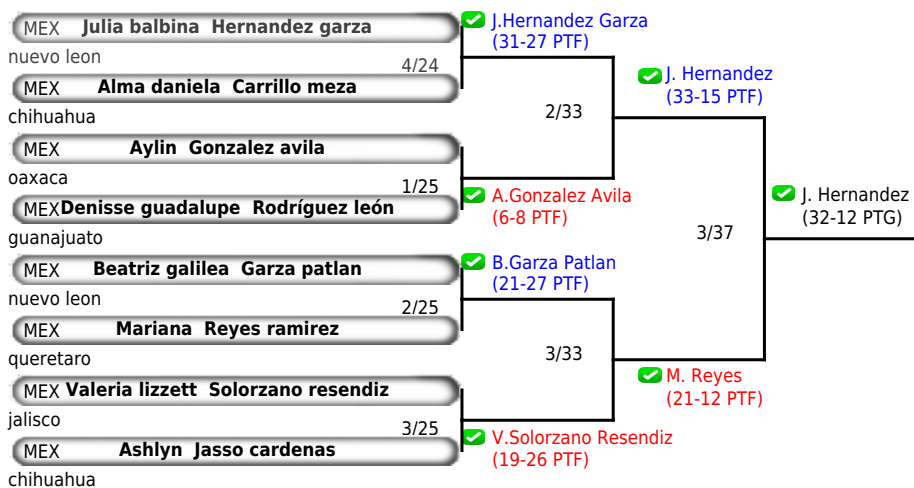 MEX Julia balbina Hernandez garza
nuevo leon
4/24
MEX Alma daniela Carrillo meza
chihuahua
MEX Aylin Gonzalez avila
oaxaca
1/25
MEX Denisse guadalupe Rodríguez león
guanajuato
MEX Beatriz galilea Garza patlan
nuevo leon
2/25
MEX Mariana Reyes ramirez
queretaro
MEX Valeria lizzett Solorzano resendiz
jalisco
3/25
MEX Ashlyn Jasso cardenas
chihuahua
J.Hernandez Garza
(31-27 PTF)
2/33
A.Gonzalez Avila
(6-8 PTF)
B.Garza Patlan
(21-27 PTF)
3/33
V.Solorzano Resendiz
(19-26 PTF)
J. Hernandez
(33-15 PTF)
3/37
M. Reyes
(21-12 PTF)
J. Hernandez
(32-12 PTG)